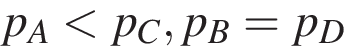 p_A < p_C, p_B = p_D